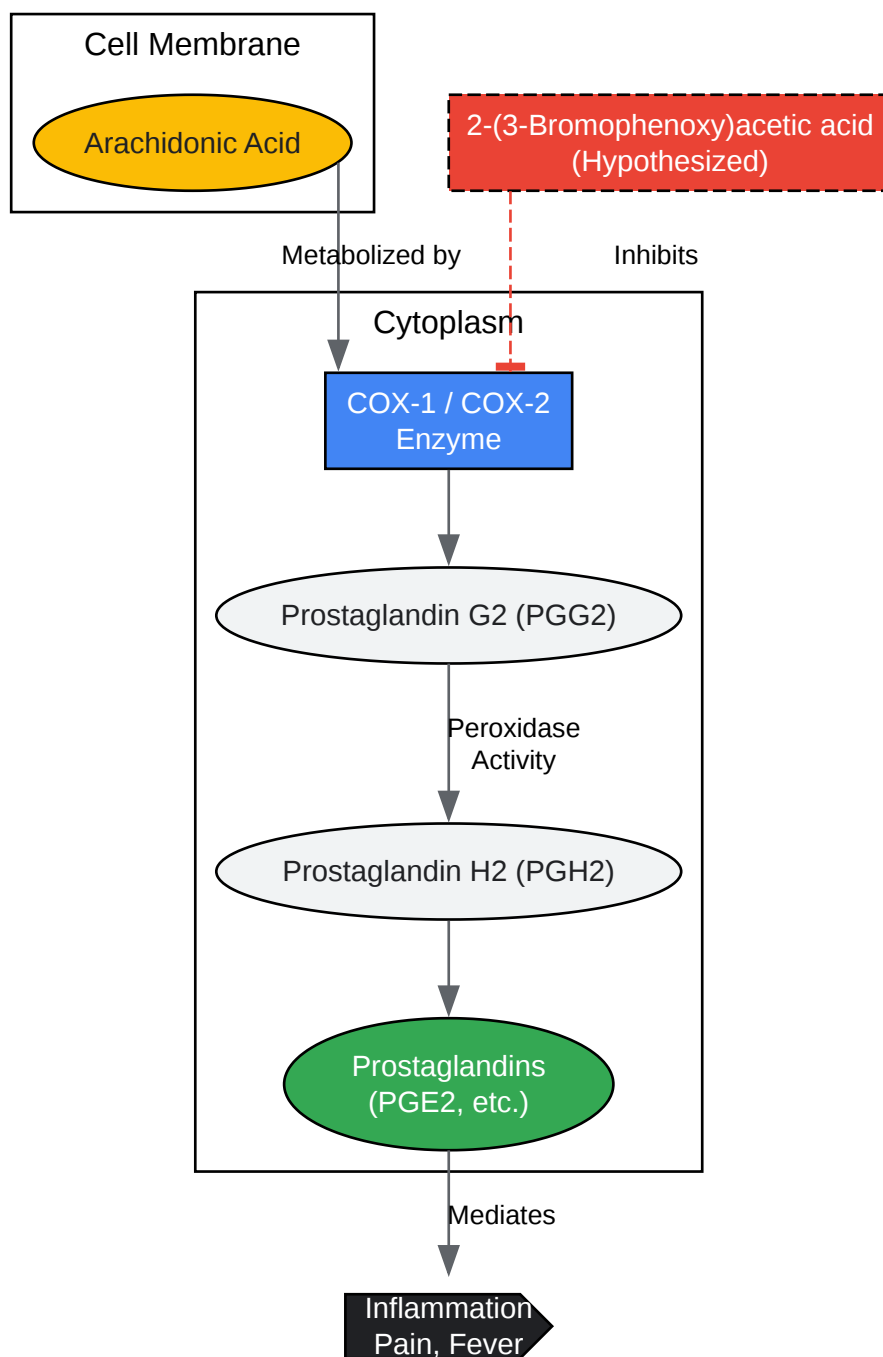 Cell Membrane
Arachidonic Acid
2-(3-Bromophenoxy)acetic acid
(Hypothesized)
Metabolized by
Inhibits
Cytoplasm
COX-1 / COX-2
Enzyme
Prostaglandin G2 (PGG2)
Peroxidase
Activity
Prostaglandin H2 (PGH2)
Prostaglandins
(PGE2, etc.)
Mediates
Inflammation
Pain, Fever